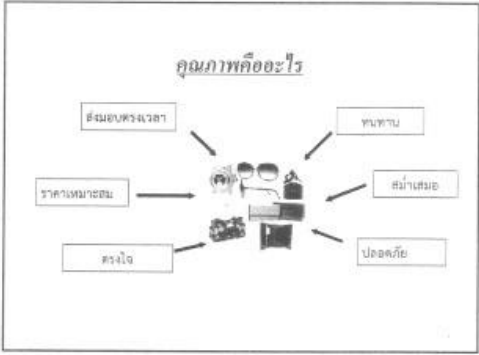 คุณภาพคืออะไร
ส่งมอบตรงเวลา
ทนทาน
ราคาเหมาะสม
สม่ำเสมอ
ตรงใจ
ปลอดภัย